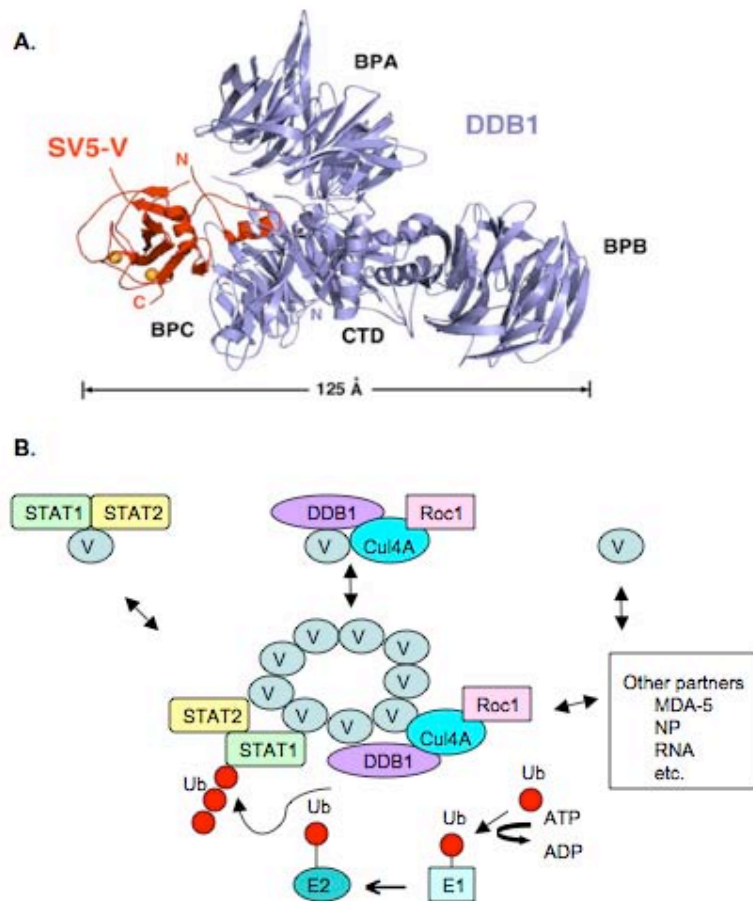 A.
BPA
DDB1
SV5-V
N
BPB
C
BPC
N
CTD
125 Å
B.
STAT1 STAT2
V
DDB1
Roc1
V
Cul4A
V
V
V
V
V
V
V
V
V
V
V
STAT2
STAT1
DDB1
Cul4A
Roc1
Other partners
MDA-5
NP
RNA
etc.
Ub
Ub
Ub
Ub
ATP
ADP
E2
E1